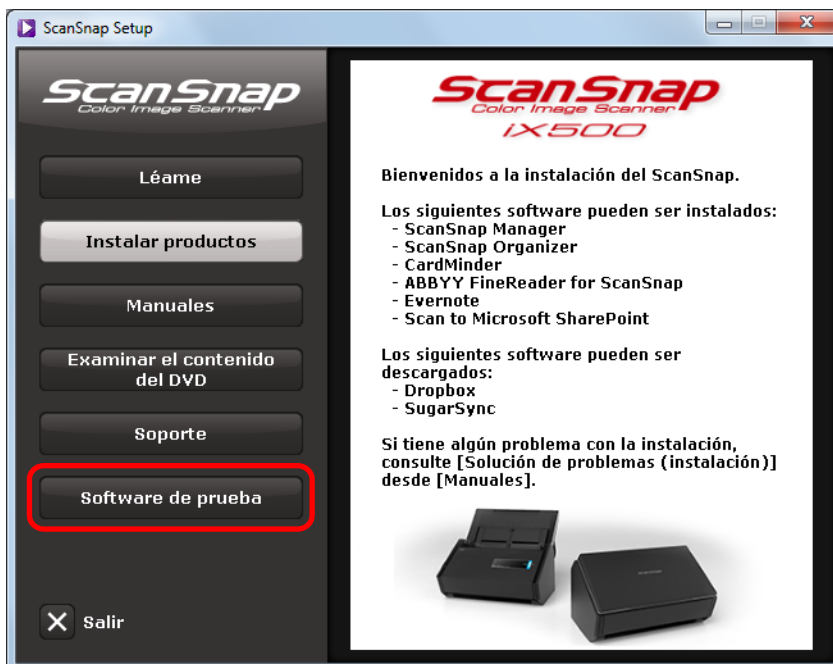 ScanSnap Setup
ScanSnap
Color Image Scanner
Léame
Instalar productos
Manuales
Examinar el contenido
del DVD
Soporte
Software de prueba
Salir
ScanSnap
Color Image Scanner
iX500
Bienvenidos a la instalación del ScanSnap.
Los siguientes software pueden ser instalados:
- ScanSnap Manager
- ScanSnap Organizer
- CardMinder
- ABBYY FineReader for ScanSnap
- Evernote
- Scan to Microsoft SharePoint
Los siguientes software pueden ser
descargados:
- Dropbox
- SugarSync
Si tiene algún problema con la instalación,
consulte [Solución de problemas (instalación)]
desde [Manuales].